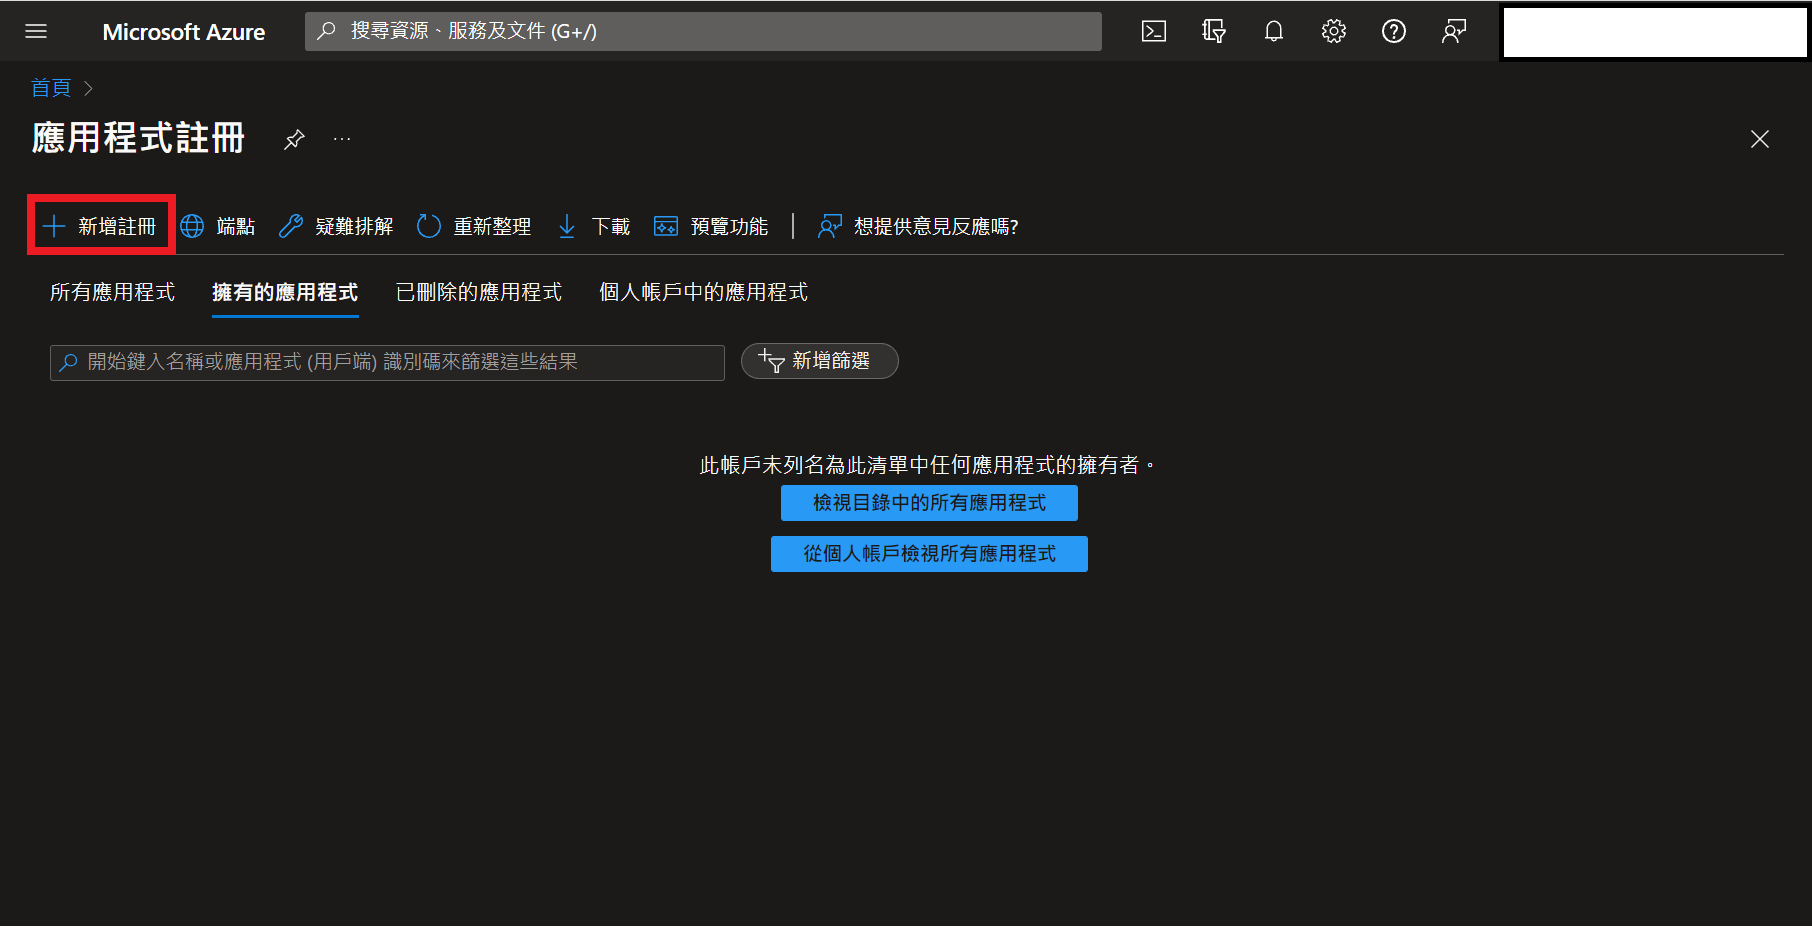 Microsoft Azure
搜尋資源、服務及文件 (G+/)
首頁
應用程式註冊
新增註冊
端點
疑難排解
重新整理
下載
預覽功能
想提供意見反應嗎?
所有應用程式
擁有的應用程式
已刪除的應用程式
個人帳戶中的應用程式
開始鍵入名稱或應用程式 (用戶端) 識別碼來篩選這些結果
新增篩選
此帳戶未列名為此清單中任何應用程式的擁有者。
檢視目錄中的所有應用程式
從個人帳戶檢視所有應用程式